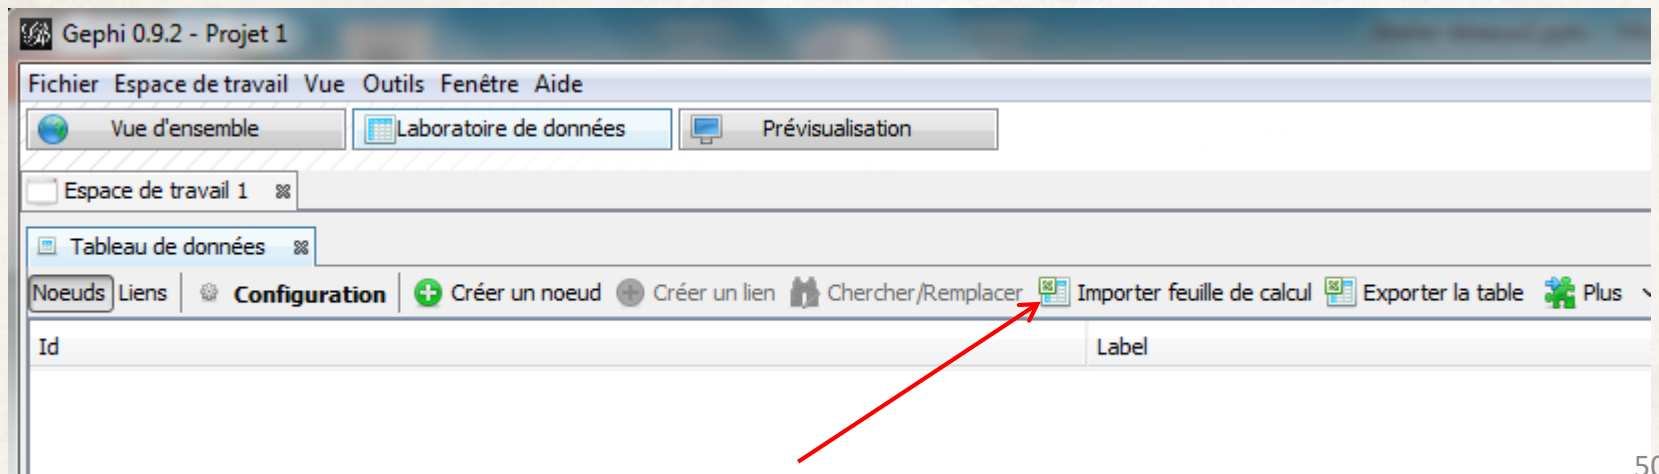 Gephi 0.9.2 - Projet 1
Fichier Espace de travail Vue Outils Fenêtre Aide
Vue d'ensemble Laboratoire de données Prévisualisation
Espace de travail 1
Tableau de données
Noeuds Liens Configuration Créer un noeud Créer un lien Chercher/Remplacer Importer feuille de calcul Exporter la table Plus
Id Label